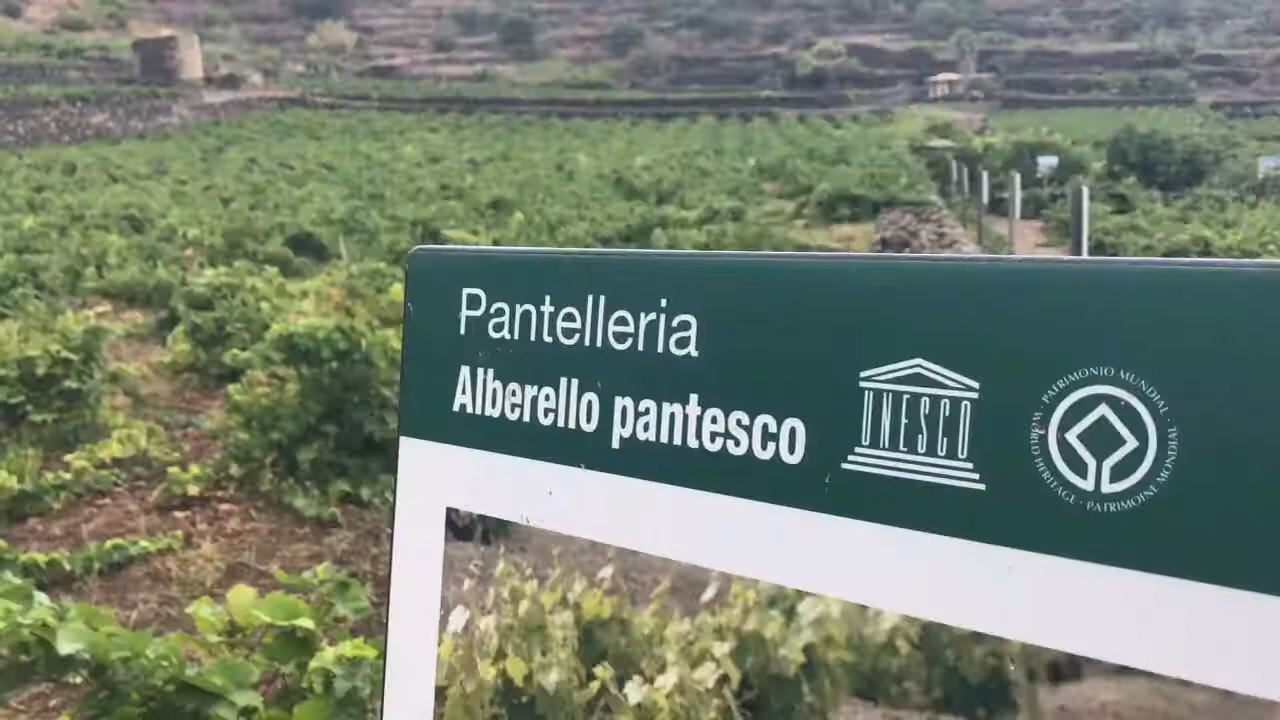 Pantelleria
Alberello pantesco
UNESCO
PATRIMONIO MUNDIAL · WORLD HERITAGE · PATRIMOINE MONDIAL ·